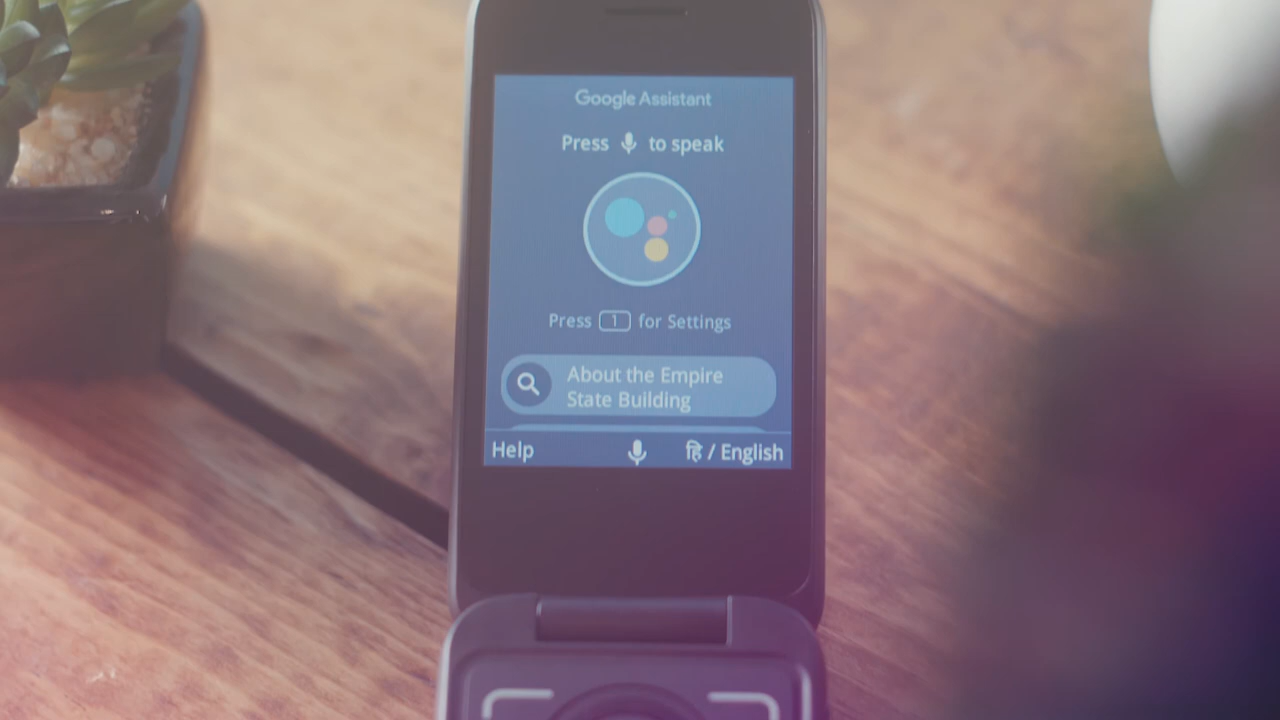 Google Assistant
Press to speak
Press 1 for Settings
About the Empire
State Building
Help हि / English